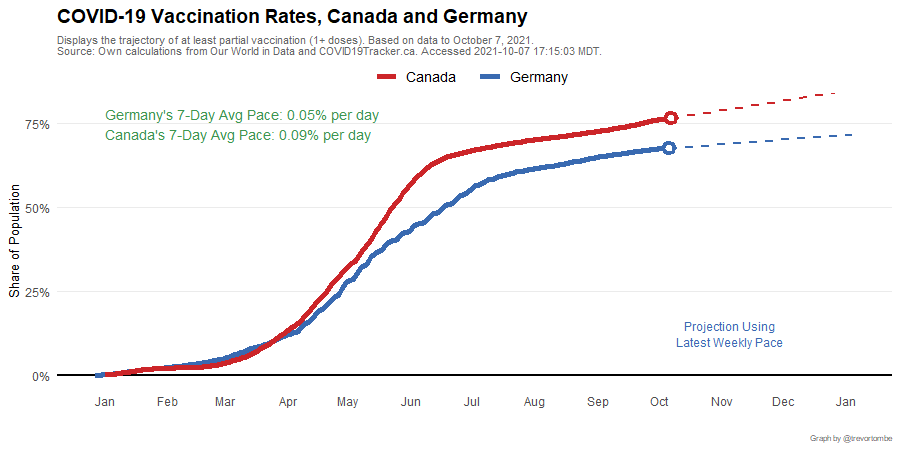 COVID-19 Vaccination Rates, Canada and Germany
Displays the trajectory of at least partial vaccination (1+ doses). Based on data to October 7, 2021.
Source: Own calculations from Our World in Data and COVID19Tracker.ca. Accessed 2021-10-07 17:15:03 MDT.
Canada Germany
Germany's 7-Day Avg Pace: 0.05% per day
Canada's 7-Day Avg Pace: 0.09% per day
75%
50%
25%
0%
Share of Population
Projection Using
Latest Weekly Pace
Jan Feb Mar Apr May Jun Jul Aug Sep Oct Nov Dec Jan
Graph by @trevortombe